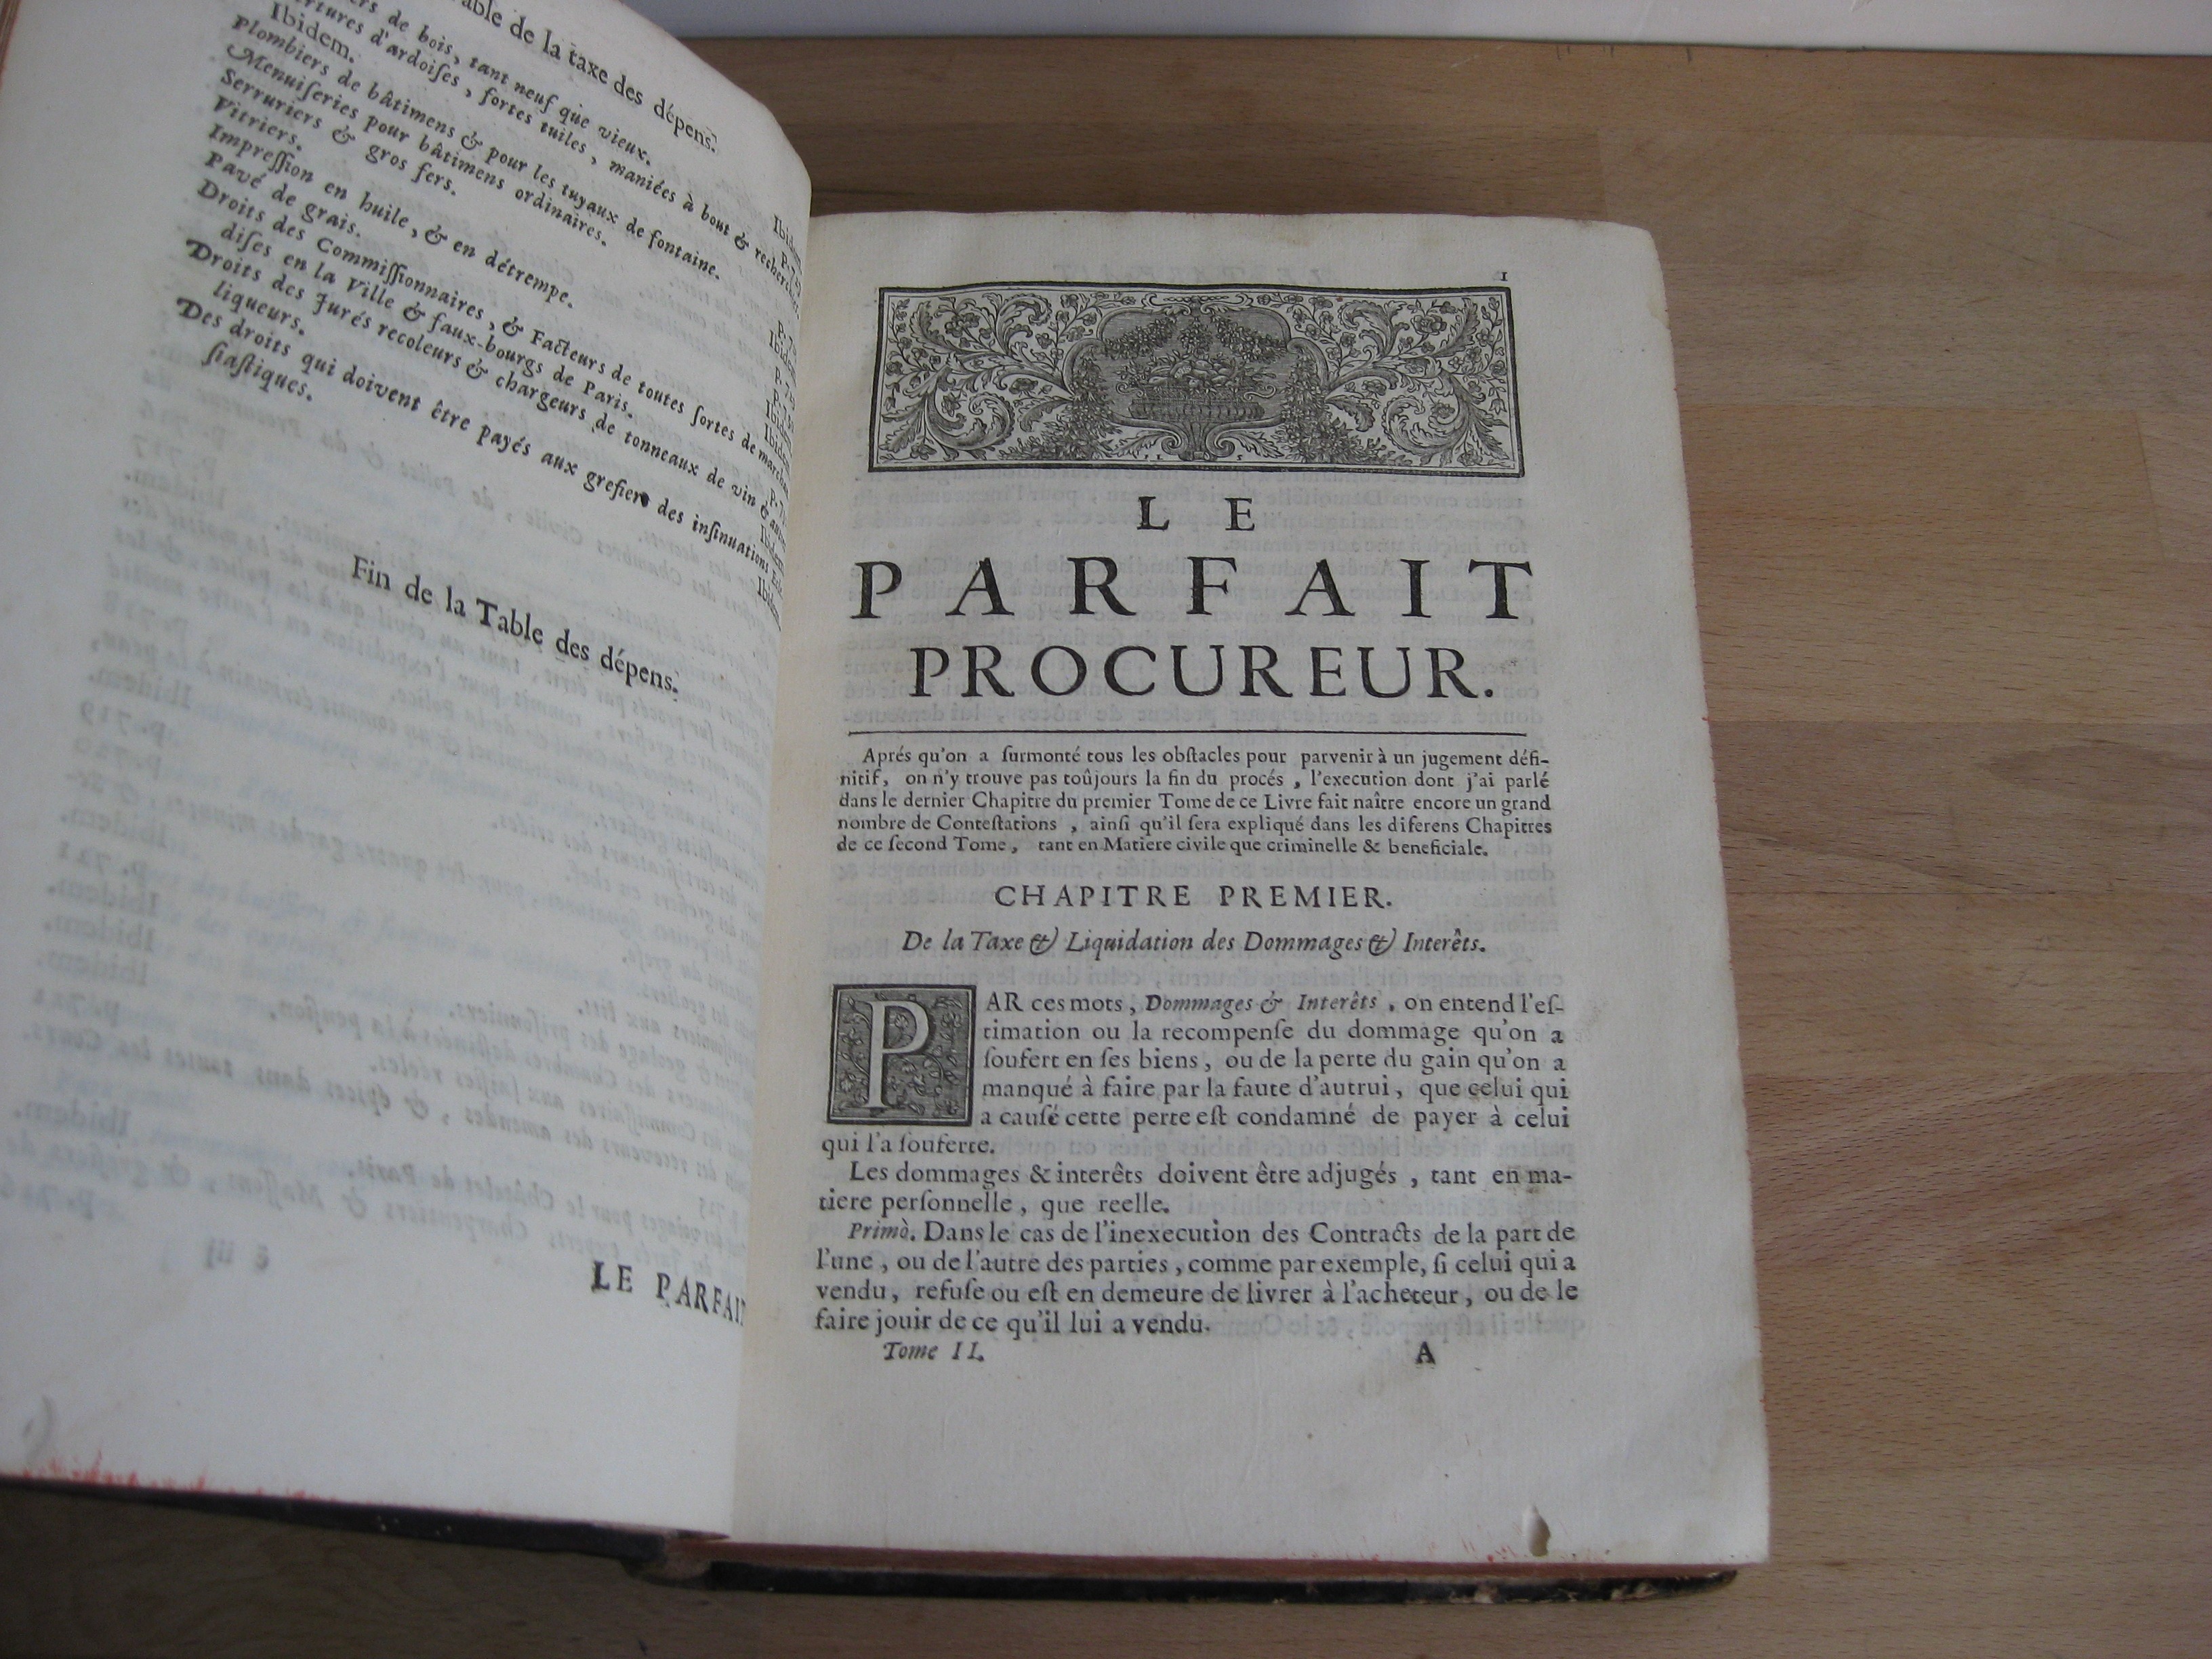 able de la taxe des dépens.
ers de bois, tant neuf que vieux.
rtures d'ardoiſes, fortes tuiles, maniées à bout & recherchées
Ibidem.
Plombiers de bâtimens & pour les tuyaux de fontaine.
Menuiſeries pour bâtimens ordinaires.
Serruriers & gros fers.
Vitriers.
Impreſſion en huile, & en détrempe.
Pavé de grais.
Droits des Commiſſionnaires, & Facteurs de toutes ſortes de marchan
diſes en la Ville & faux-bourgs de Paris.
Droits des Jurés recoleurs & chargeurs de tonneaux de vin &
liqueurs.
Des droits qui doivent être payés aux grefiers des inſinuations
ſiaſtiques.
Fin de la Table des dépens.
LE PARFAIT
1
LE
PARFAIT
PROCUREUR.
Aprés qu'on a ſurmonté tous les obſtacles pour parvenir à un jugement défi-
nitif, on n'y trouve pas toûjours la fin du procés, l'execution dont j'ai parlé
dans le dernier Chapitre du premier Tome de ce Livre fait naître encore un grand
nombre de Conteſtations, ainſi qu'il ſera expliqué dans les diferens Chapitres
de ce ſecond Tome, tant en Matiere civile que criminelle & beneficiale.
CHAPITRE PREMIER.
De la Taxe & Liquidation des Dommages & Interêts.
PAR ces mots, Dommages & Interêts, on entend l'eſ-
timation ou la recompenſe du dommage qu'on a
ſoufert en ſes biens, ou de la perte du gain qu'on a
manqué à faire par la faute d'autrui, que celui qui
a cauſé cette perte eſt condamné de payer à celui
qui l'a ſouferte.
Les dommages & interêts doivent être adjugés, tant en ma-
tiere perſonnelle, que reelle.
Primò. Dans le cas de l'inexecution des Contracts de la part de
l'une, ou de l'autre des parties, comme par exemple, ſi celui qui a
vendu, refuſe ou eſt en demeure de livrer à l'acheteur, ou de le
faire jouir de ce qu'il lui a vendu.
Tome II. A